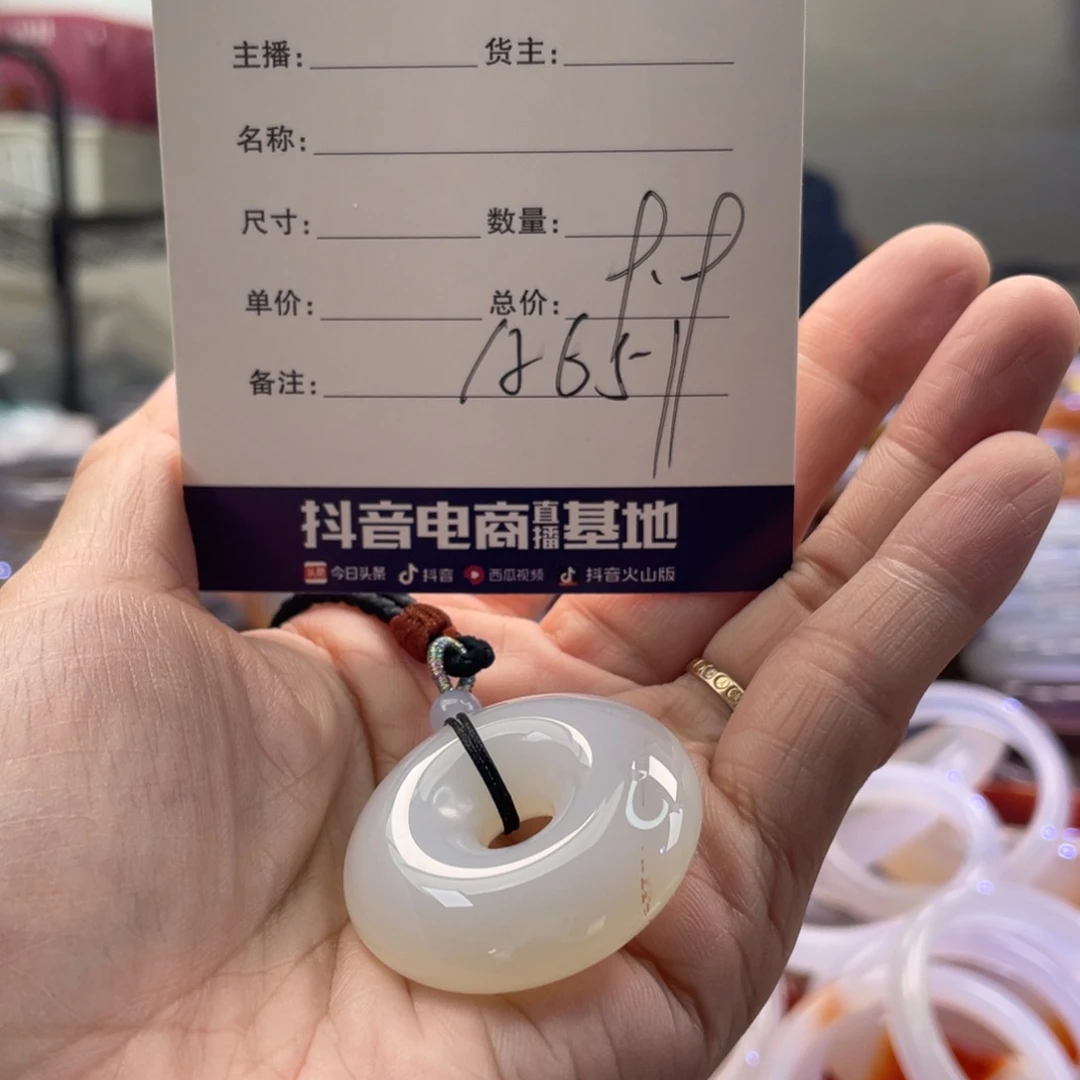 主播: 货主:
名称:
尺寸: 数量:
单价: 总价:
备注:
抖音电商直播基地
今日头条 抖音 西瓜视频 抖音火山版